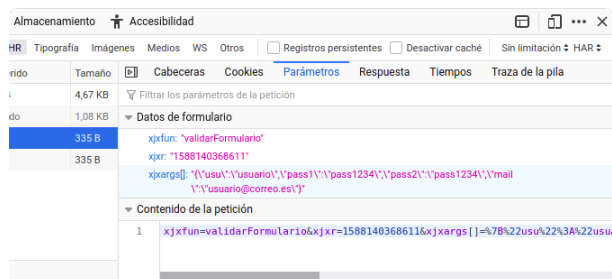 Almacenamiento Accesibilidad
HR Tipografía Imágenes Medios WS Otros Registros persistentes Desactivar caché Sin limitación HAR
erido Tamaño Cabeceras Cookies Parámetros Respuesta Tiempos Traza de la pila
4,67 KB Filtrar los parámetros de la petición
do 1,08 KB Datos de formulario
335 B xjxfun: "validarFormulario"
335 B xjxr: "1588140368611"
xjxargs[]: "{\"usu\":\"usuario\",\"pass1\":\"pass1234\",\"pass2\":\"pass1234\",\"mail
\":\"usuario@correo.es\"}"
Contenido de la petición
1 xjxfun=validarFormulario&xjxr=1588140368611&xjxargs[]=%7B%22usu%22%3A%22usua